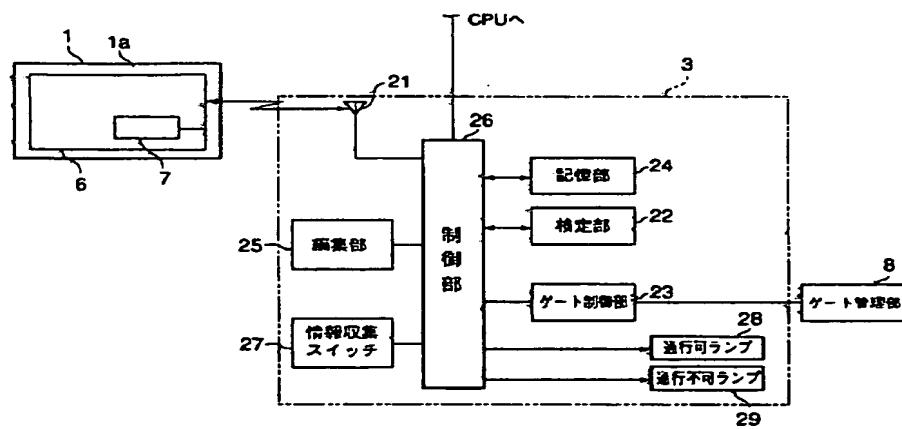 CPUへ
1
1a
3
21
26
6
7
記憶部
24
検定部
22
25
編集部
制御部
ゲート制御部
23
8
ゲート管理部
27
情報収集
スイッチ
28
通行可ランプ
通行不可ランプ
29